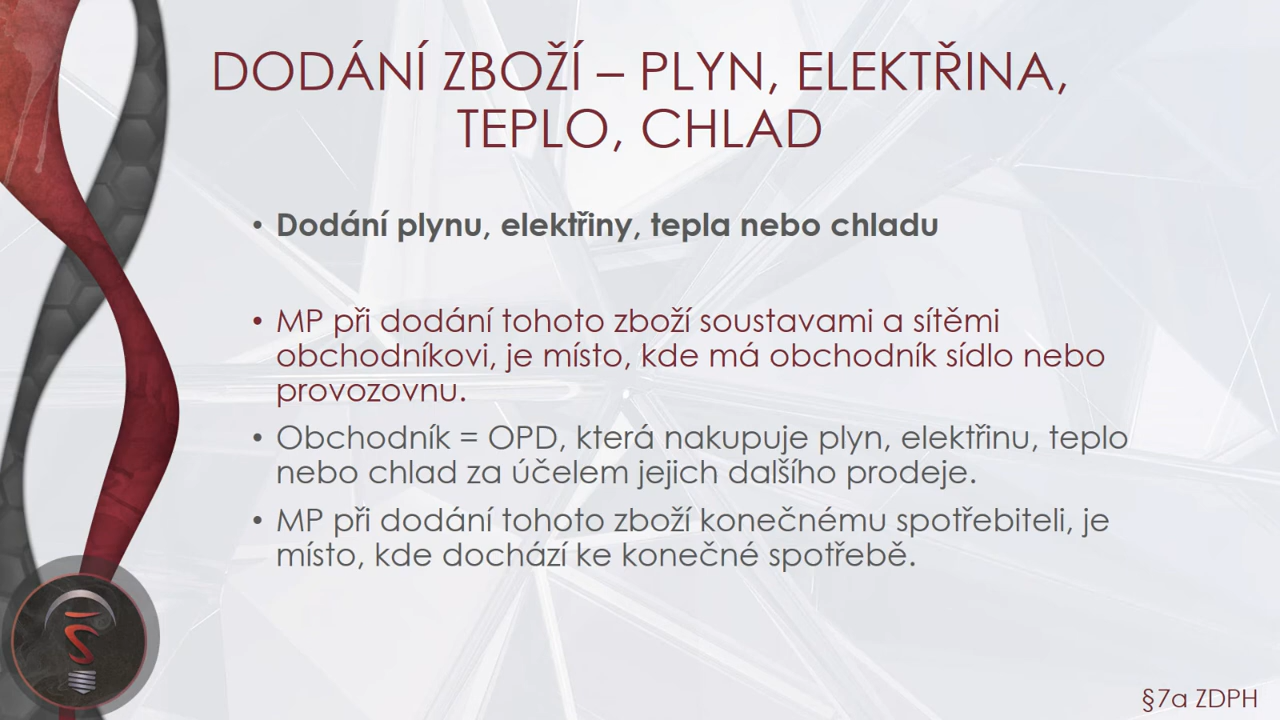 DODÁNÍ ZBOŽÍ – PLYN, ELEKTŘINA,
TEPLO, CHLAD
• Dodání plynu, elektřiny, tepla nebo chladu
• MP při dodání tohoto zboží soustavami a sítěmi
obchodníkovi, je místo, kde má obchodník sídlo nebo
provozovnu.
• Obchodník = OPD, která nakupuje plyn, elektřinu, teplo
nebo chlad za účelem jejich dalšího prodeje.
• MP při dodání tohoto zboží konečnému spotřebiteli, je
místo, kde dochází ke konečné spotřebě.
§7a ZDPH